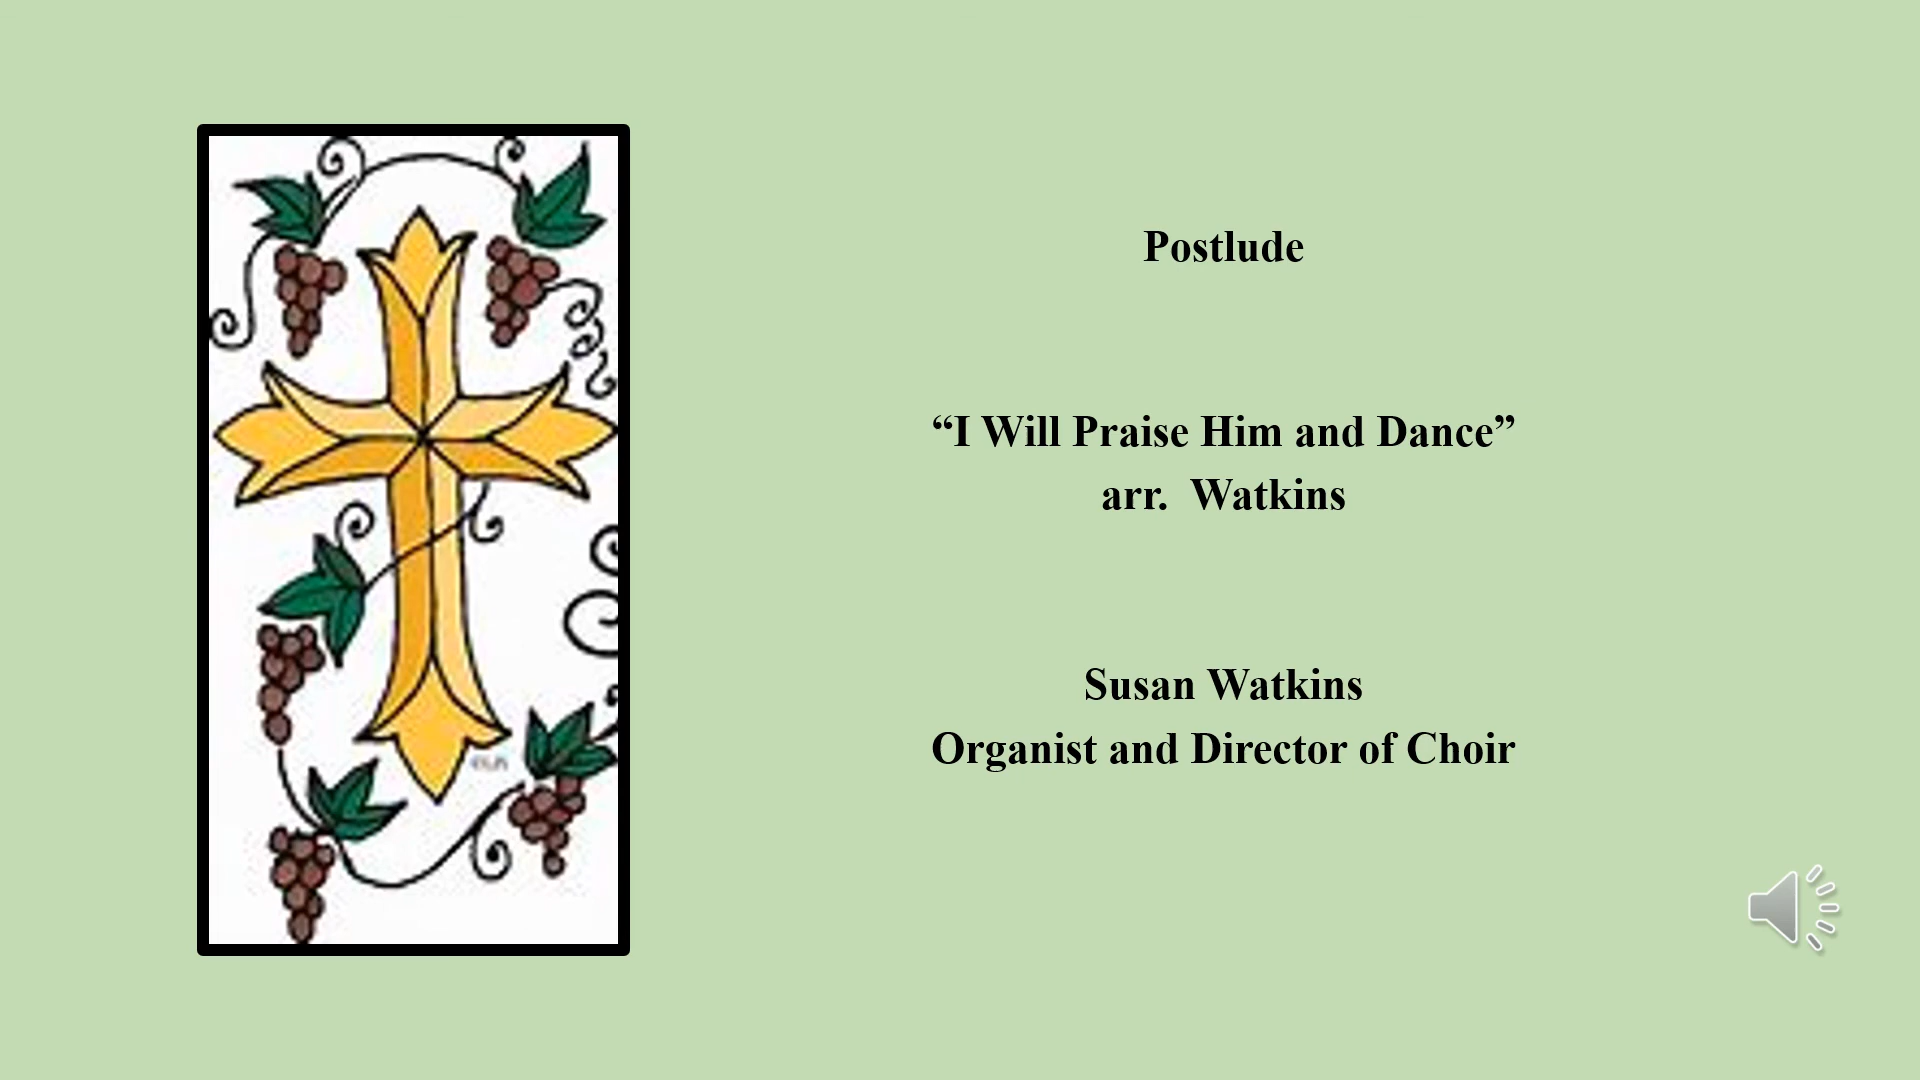 Postlude
“I Will Praise Him and Dance”
arr.  Watkins
Susan Watkins
Organist and Director of Choir